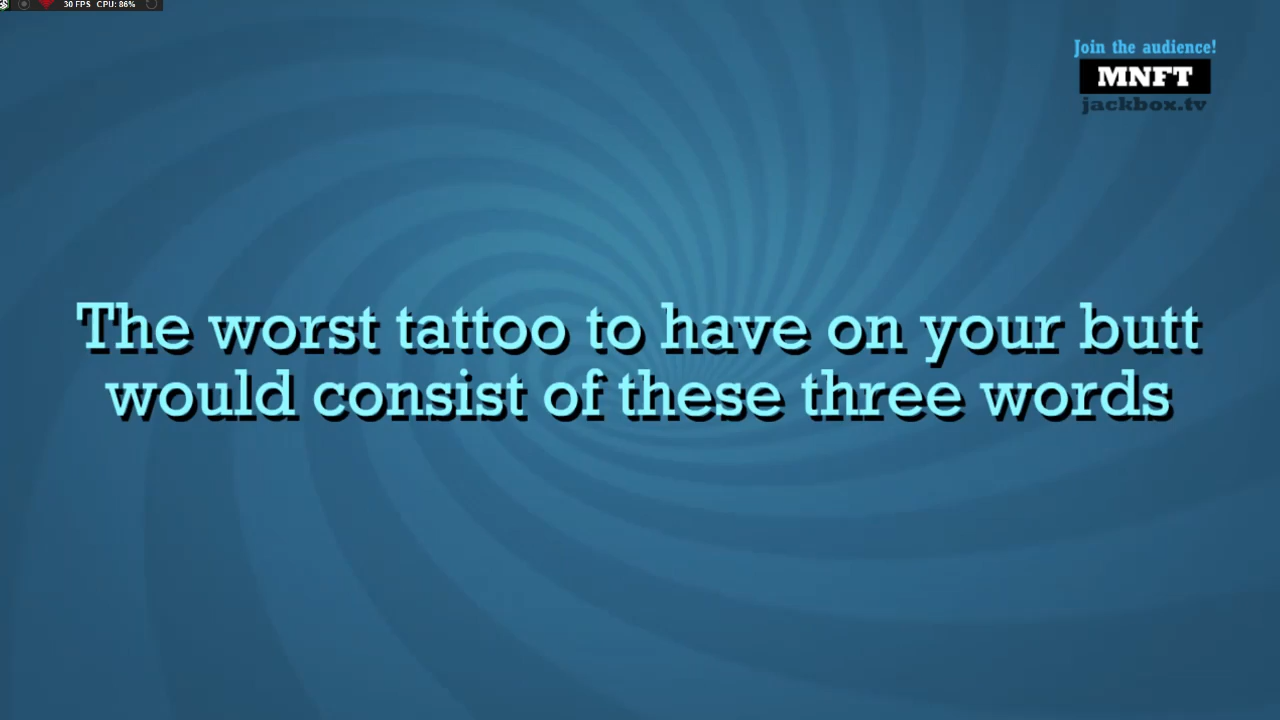 30 FPS CPU: 86%
Join the audience!
MNFT
jackbox.tv
The worst tattoo to have on your butt
would consist of these three words